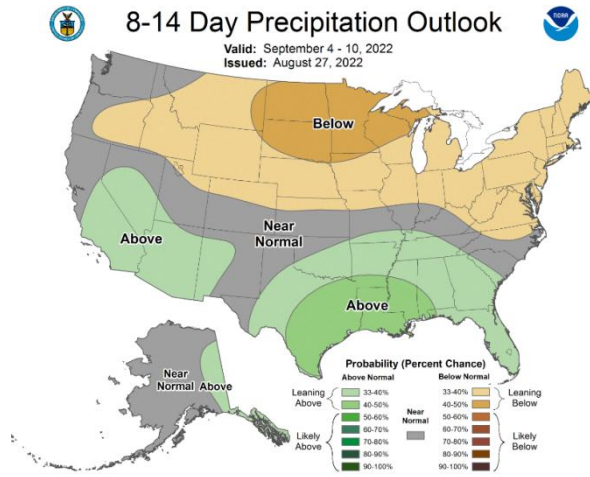 8-14 Day Precipitation Outlook
Valid: September 4 - 10, 2022
Issued: August 27, 2022
NOAA
Below
Near
Normal
Above
Above
Near
Normal
Above
Probability (Percent Chance)
Above Normal
Below Normal
Leaning
Above
33-40%
40-50%
Likely
Above
50-60%
60-70%
70-80%
80-90%
90-100%
Near
Normal
33-40%
40-50%
Leaning
Below
50-60%
60-70%
70-80%
80-90%
90-100%
Likely
Below